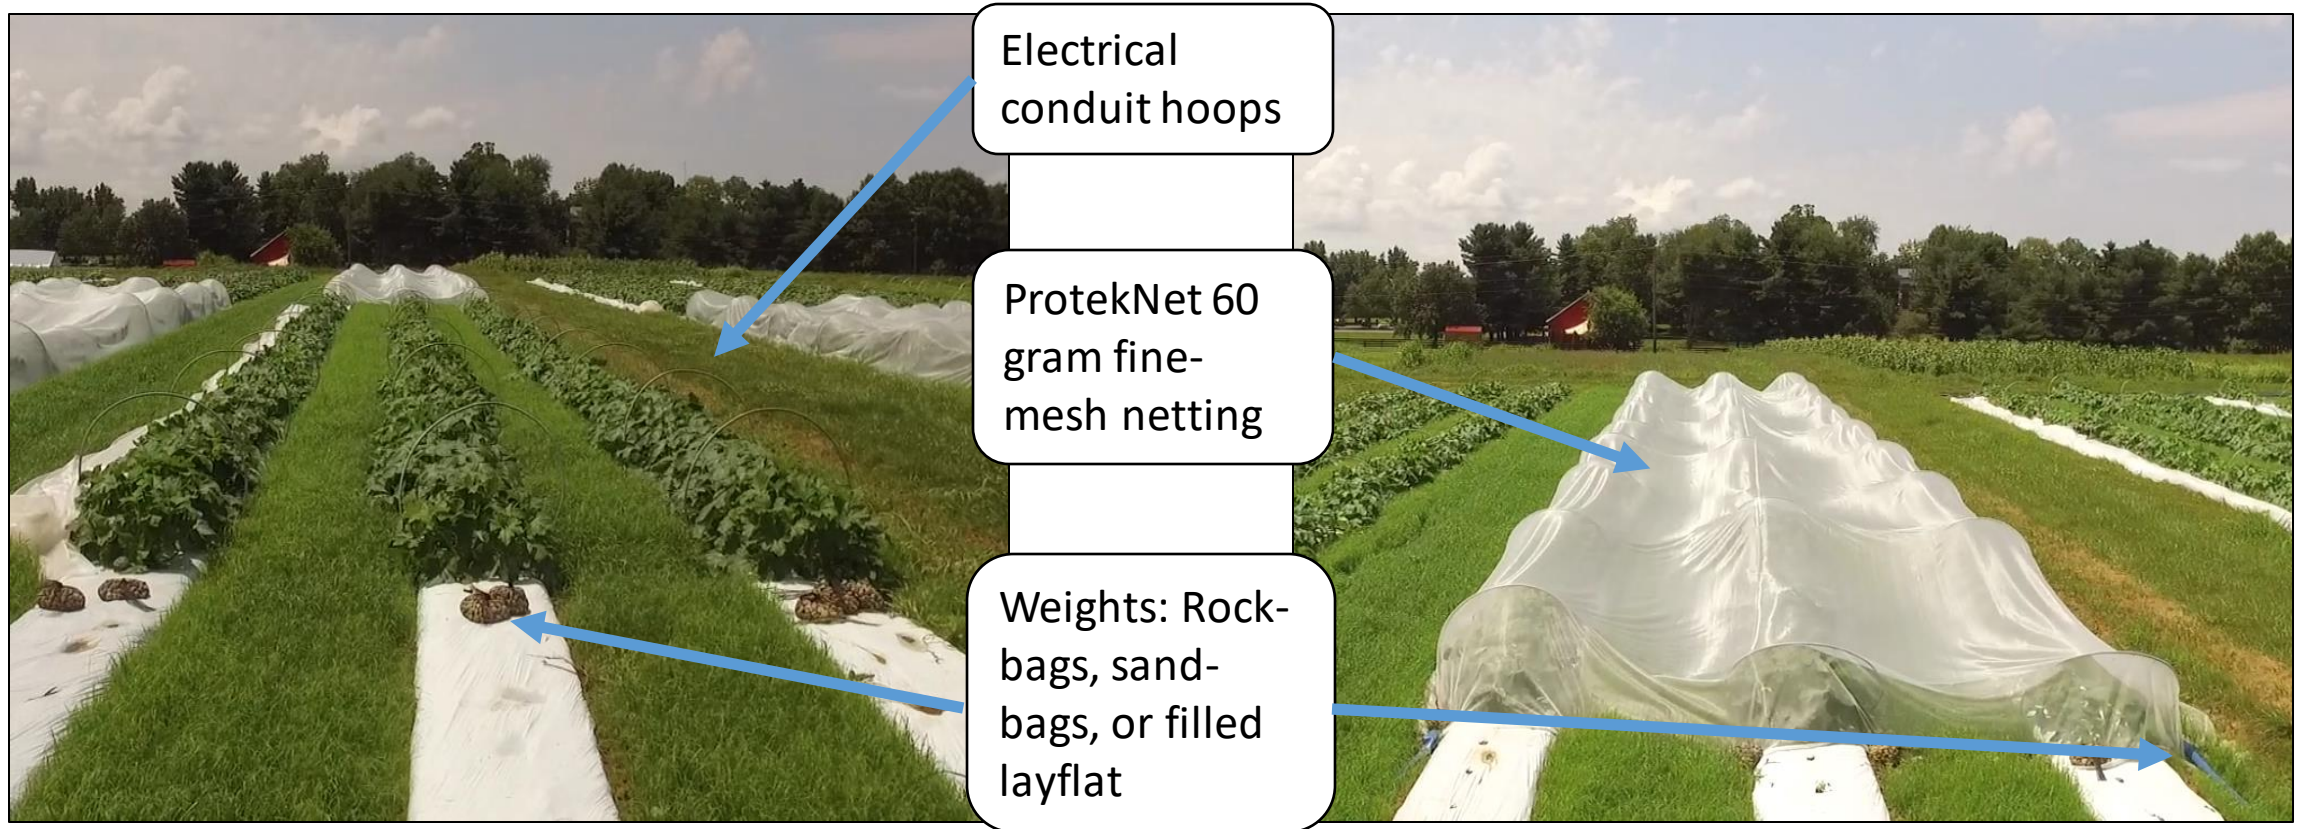 Electrical
conduit hoops
ProtekNet 60
gram fine-
mesh netting
Weights: Rock-
bags, sand-
bags, or filled
layflat